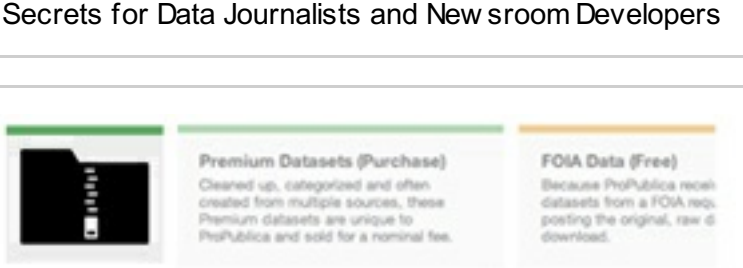 Secrets for Data Journalists and New sroom Developers
Premium Datasets (Purchase)
Cleaned up, categorized and often
created from multiple sources, these
Premium datasets are unique to
ProPublica and sold for a nominal fee.
FOIA Data (Free)
Because ProPublica recei
datasets from a FOIA requ
posting the original, raw d
download.